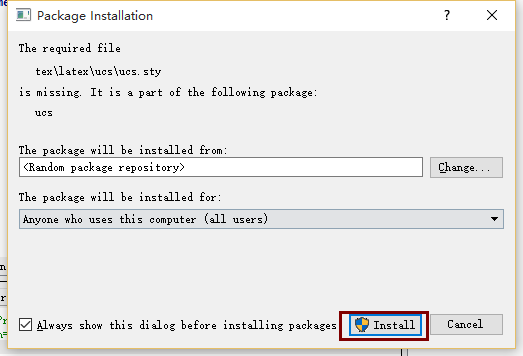 Package Installation
The required file
tex\latex\ucs\ucs.sty
is missing. It is a part of the following package:
ucs
The package will be installed from:
<Random package repository>
Change...
The package will be installed for:
Anyone who uses this computer (all users)
Always show this dialog before installing packages
Install
Cancel